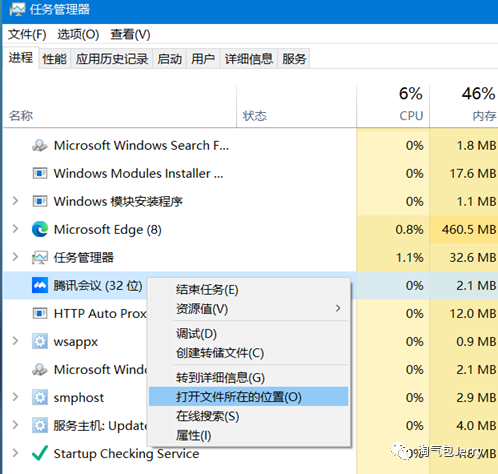 任务管理器
文件(F) 选项(O) 查看(V)
进程 性能 应用历史记录 启动 用户 详细信息 服务
6% 46%
名称 状态 CPU 内存
Microsoft Windows Search F... 0% 1.8 MB
Windows Modules Installer ... 0% 17.6 MB
Windows 模块安装程序 0% 1.1 MB
Microsoft Edge (8) 0.8% 460.5 MB
任务管理器 1.1% 32.6 MB
腾讯会议 (32 位) 0% 2.1 MB
结束任务(E)
HTTP Auto Prox 0% 12.0 MB
资源值(V)
wsappx 0% 0.9 MB
调试(D)
创建转储文件(C)
Microsoft Windo 0% 2.1 MB
转到详细信息(G)
smphost 0% 2.9 MB
打开文件所在的位置(O)
服务主机: Update 0% 4.0 MB
在线搜索(S)
属性(I)
Startup Checking Service
淘气包Jerry